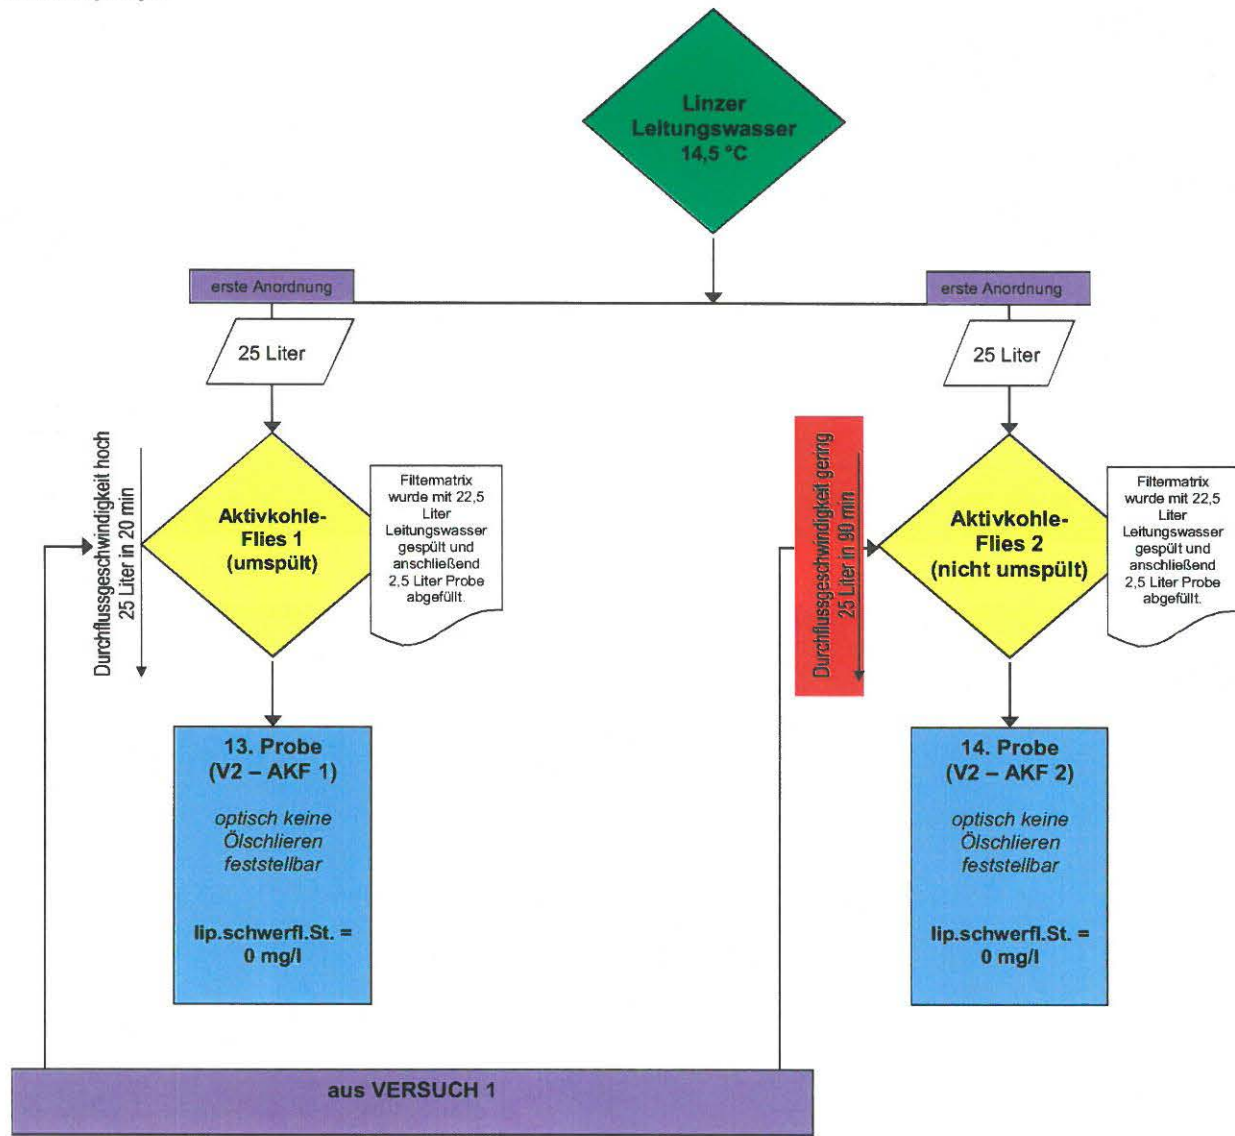 Linzer
Leitungswasser
14,5 °C
erste Anordnung
erste Anordnung
25 Liter
25 Liter
Durchflussgeschwindigkeit hoch
25 Liter in 20 min
Aktivkohle-
Flies 1
(umspült)
Filtermatrix
wurde mit 22,5
Liter
Leitungswasser
gespült und
anschließend
2,5 Liter Probe
abgefüllt.
Durchflussgeschwindigkeit gering
25 Liter in 90 min
Aktivkohle-
Flies 2
(nicht umspült)
Filtermatrix
wurde mit 22,5
Liter
Leitungswasser
gespült und
anschließend
2,5 Liter Probe
abgefüllt.
13. Probe
(V2 – AKF 1)
optisch keine
Ölschlieren
feststellbar
lip.schwerfl.St. =
0 mg/l
14. Probe
(V2 – AKF 2)
optisch keine
Ölschlieren
feststellbar
lip.schwerfl.St. =
0 mg/l
aus VERSUCH 1